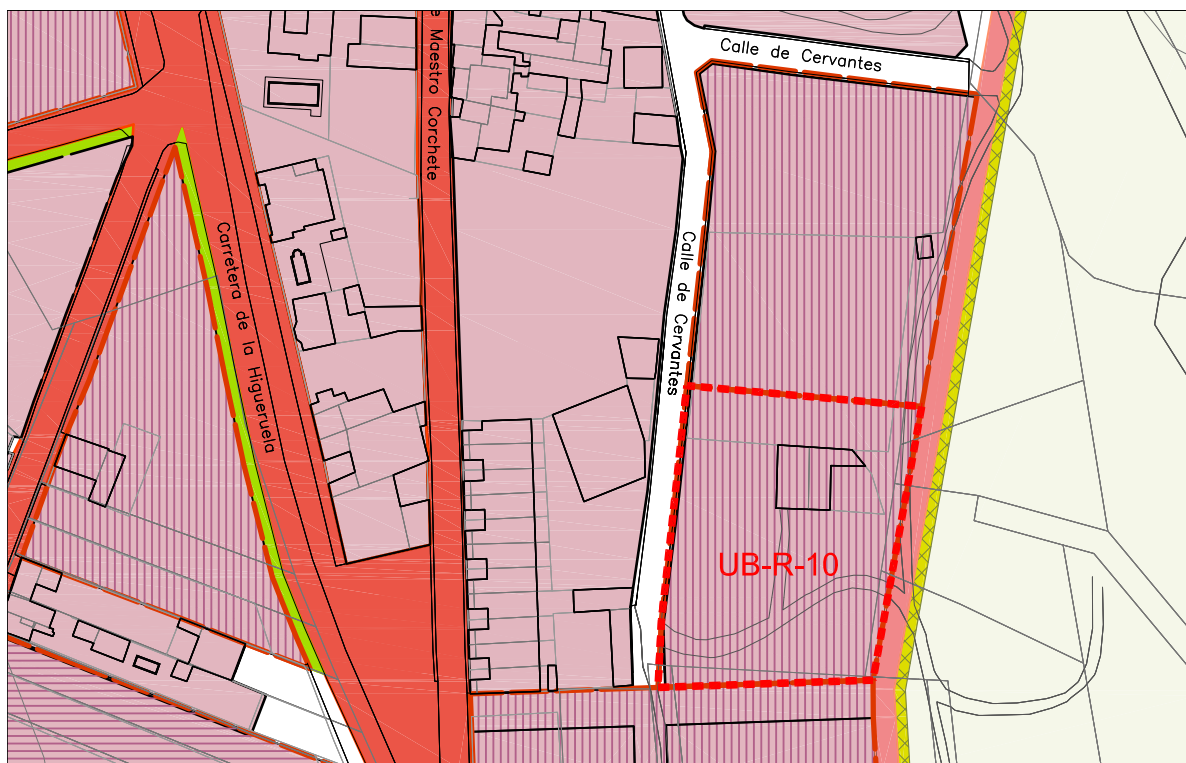 Calle de Cervantes
e Maestro Corchete
Carretera de la Higueruela
Calle de Cervantes
UB-R-10